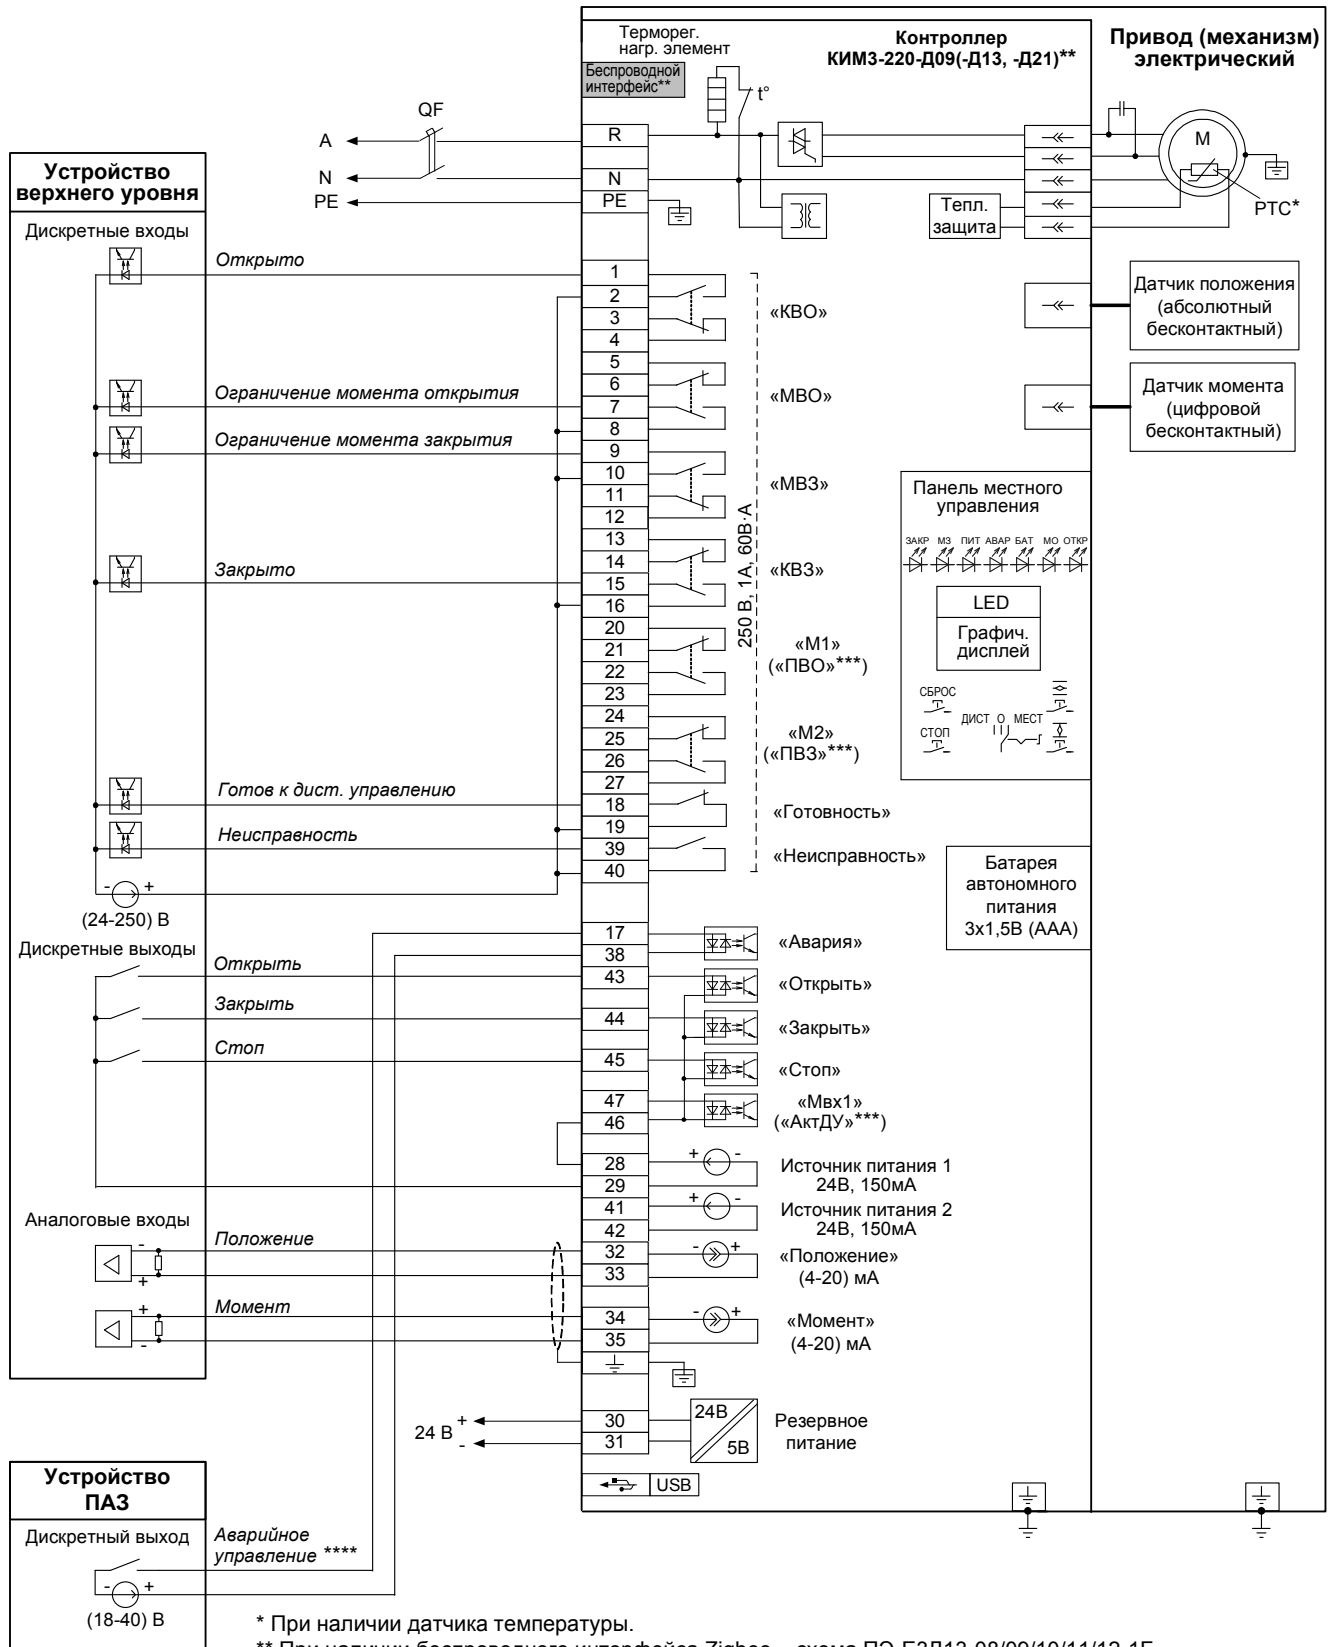 Терморег.
нагр. элемент
Беспроводной
интерфейс**
Контроллер
КИМ3-220-Д09(-Д13, -Д21)**
Привод (механизм)
электрический
t°
QF
A
N
PE
R
N
PE
M
PTC*
Тепл.
защита
Устройство
верхнего уровня
Дискретные входы
Открыто
1
2
3
4
«КВО»
Датчик положения
(абсолютный
бесконтактный)
Ограничение момента открытия
5
6
7
8
«МВО»
Датчик момента
(цифровой
бесконтактный)
Ограничение момента закрытия
9
10
11
12
«МВЗ»
250 В, 1А, 60В·А
Панель местного
управления
ЗАКР МЗ ПИТ АВАР БАТ МО ОТКР
LED
Графич.
дисплей
СБРОС
СТОП
ДИСТ О МЕСТ
Закрыто
13
14
15
16
«КВЗ»
20
21
22
23
«М1»
(«ПВО»***)
24
25
26
27
«М2»
(«ПВЗ»***)
Готов к дист. управлению
18
19
«Готовность»
Неисправность
39
40
«Неисправность»
- +
(24-250) В
Батарея
автономного
питания
3x1,5В (ААА)
Дискретные выходы
17
38
«Авария»
Открыть
43
«Открыть»
Закрыть
44
«Закрыть»
Стоп
45
«Стоп»
47
46
«Мвх1»
(«АктДУ»***)
28
29
+ -
Источник питания 1
24В, 150мА
41
42
+ -
Источник питания 2
24В, 150мА
Аналоговые входы
-
+
Положение
32
33
- +
«Положение»
(4-20) мА
+
-
Момент
34
35
- +
«Момент»
(4-20) мА
24 В
+
-
30
31
24В
5В
Резервное
питание
USB
Устройство
ПАЗ
Дискретный выход
Аварийное
управление ****
- +
(18-40) В
* При наличии датчика температуры.